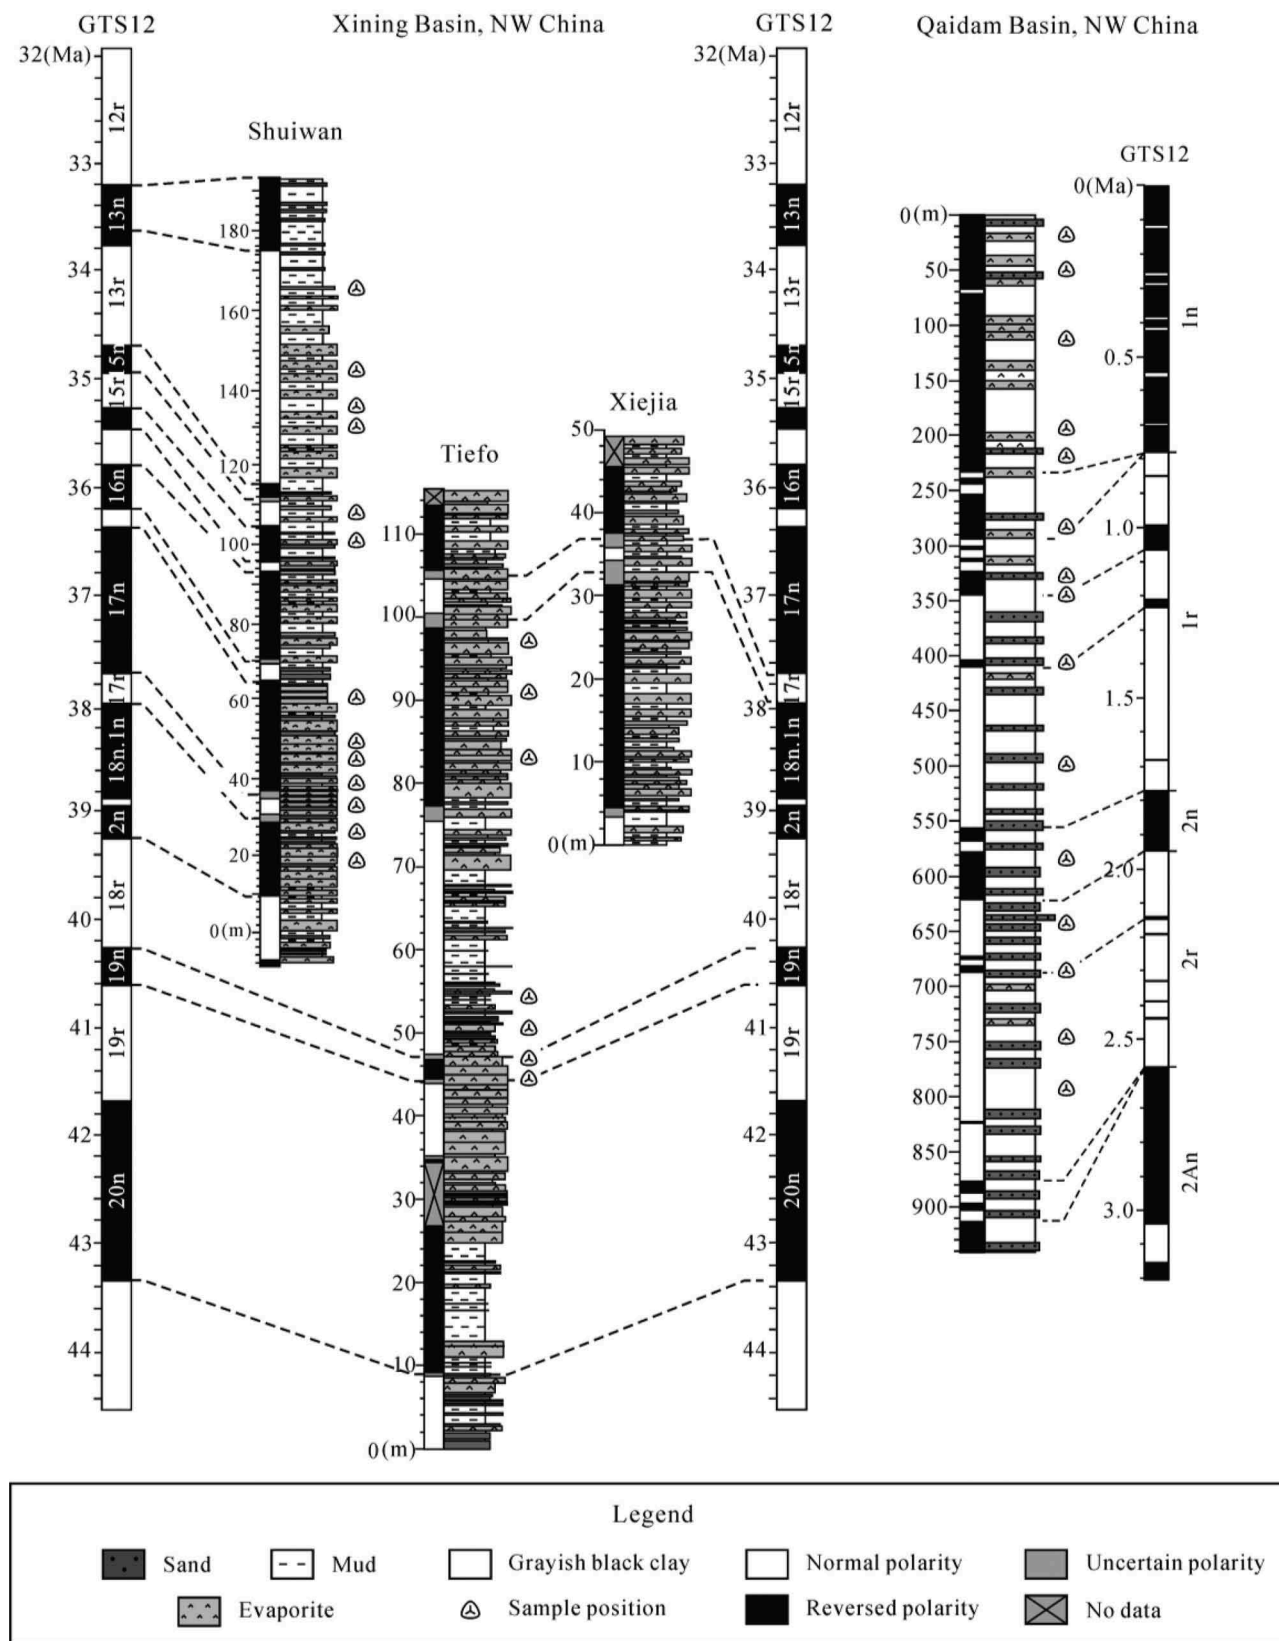 GTS12
Xining Basin, NW China
GTS12
Qaidam Basin, NW China
32(Ma)
33
34
35
36
37
38
39
40
41
42
43
44
12r
13n
13r
15n
15r
16n
17n
17r
18n.1n
2n
18r
19n
19r
20n
Shuiwan
180
160
140
120
100
80
60
40
20
0(m)
Tiefo
110
100
90
80
70
60
50
40
30
20
10
0(m)
Xiejia
50
40
30
20
10
0(m)
32(Ma)
33
34
35
36
37
38
39
40
41
42
43
44
12r
13n
13r
15n
15r
16n
17n
17r
18n.1n
2n
18r
19n
19r
20n
0(m)
50
100
150
200
250
300
350
400
450
500
550
600
650
700
750
800
850
900
GTS12
0(Ma)
0.5
1.0
1.5
2.0
2.5
3.0
1n
1r
2n
2r
2An
Legend
Sand
Mud
Grayish black clay
Normal polarity
Uncertain polarity
Evaporite
Sample position
Reversed polarity
No data